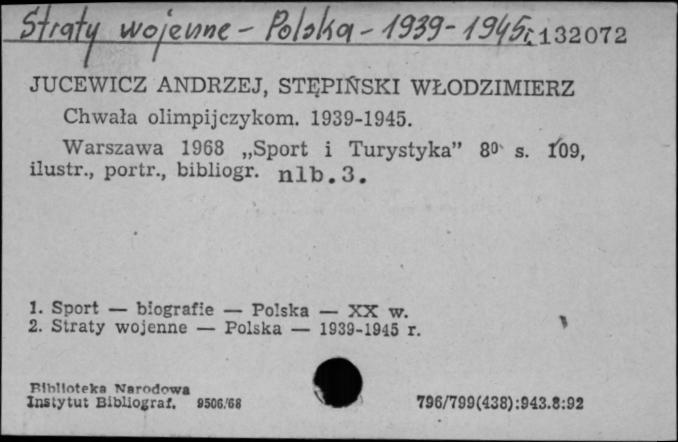 Straty wojenne - Polska - 1939-1945 r. 132072
JUCEWICZ ANDRZEJ, STĘPIŃSKI WŁODZIMIERZ
Chwała olimpijczykom. 1939-1945.
Warszawa 1968 „Sport i Turystyka” 8⁰ s. 109,
ilustr., portr., bibliogr. nlb.3.
1. Sport — biografie — Polska — XX w.
2. Straty wojenne — Polska — 1939-1945 r.
Biblioteka Narodowa
Instytut Bibliograf. 9506/68 796/799(438):943.8:92